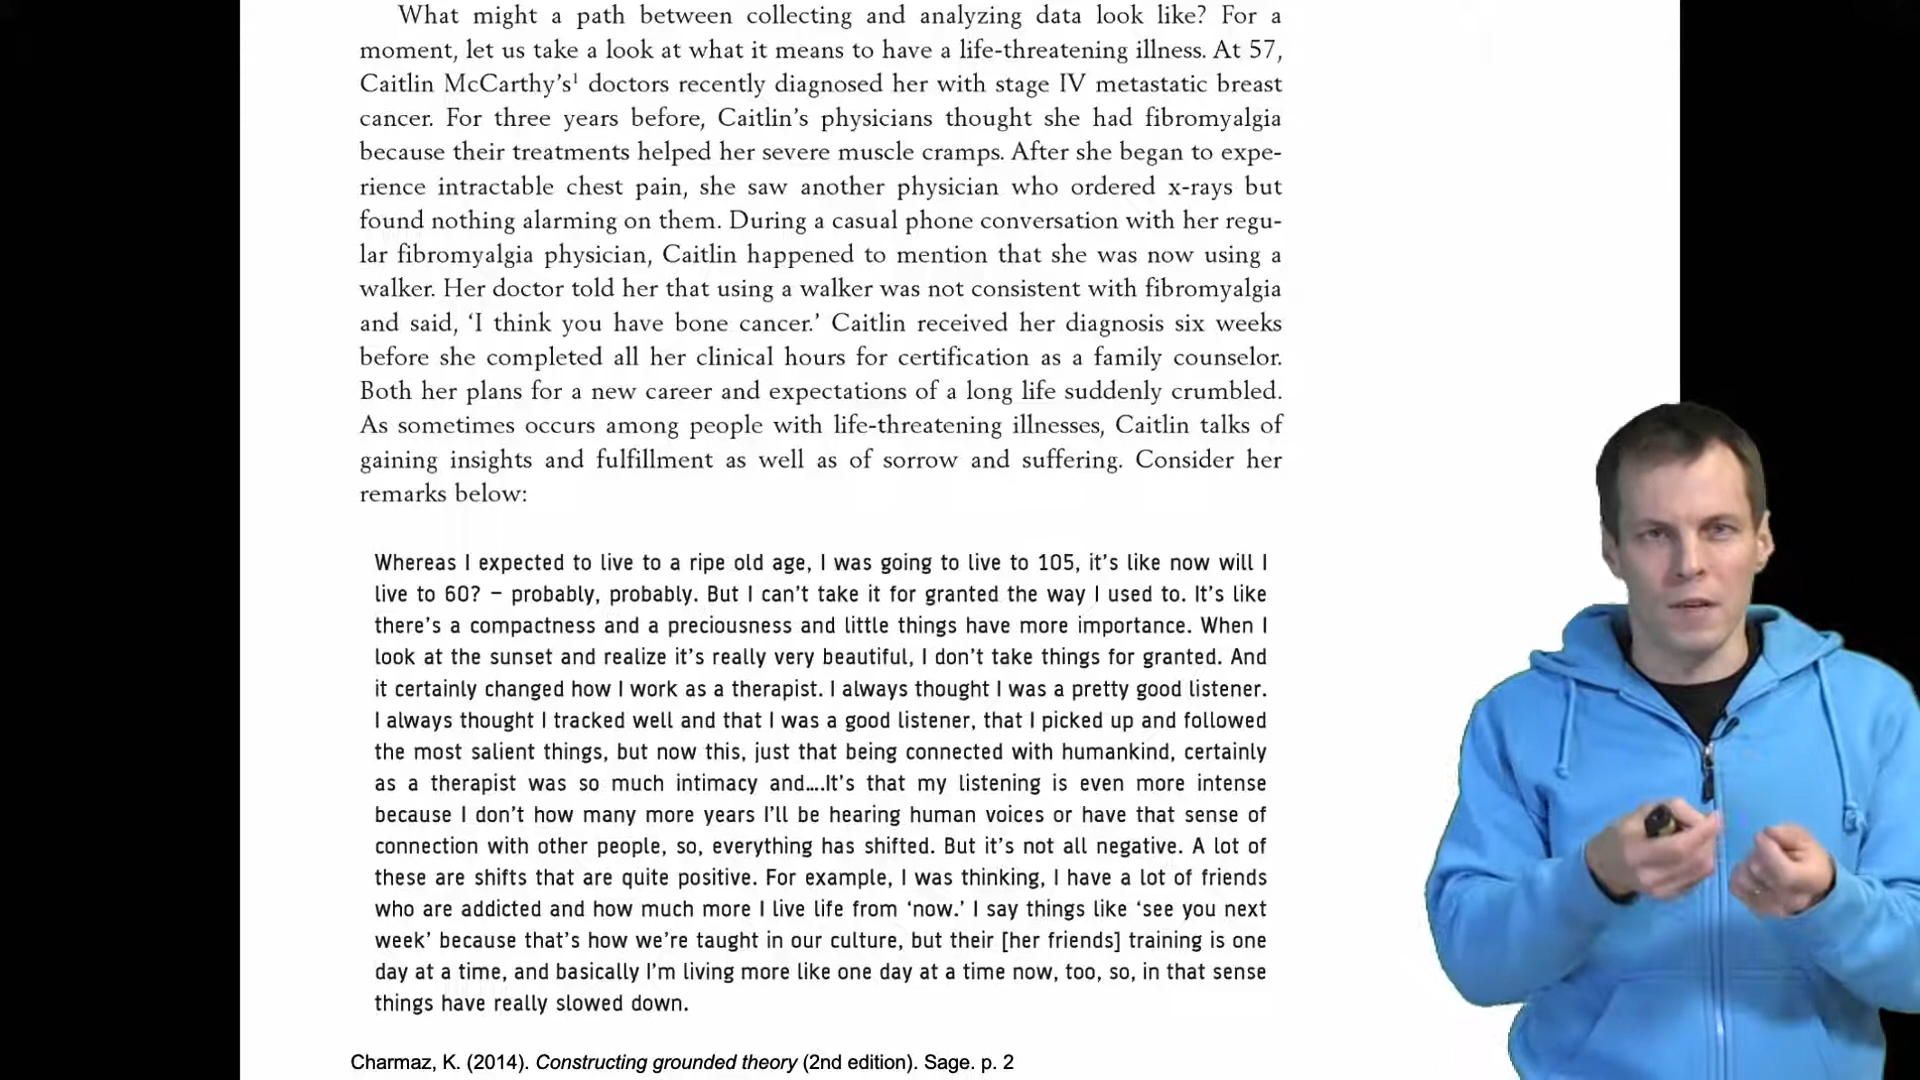 What might a path between collecting and analyzing data look like? For a
moment, let us take a look at what it means to have a life-threatening illness. At 57,
Caitlin McCarthy’s¹ doctors recently diagnosed her with stage IV metastatic breast
cancer. For three years before, Caitlin’s physicians thought she had fibromyalgia
because their treatments helped her severe muscle cramps. After she began to expe-
rience intractable chest pain, she saw another physician who ordered x-rays but
found nothing alarming on them. During a casual phone conversation with her regu-
lar fibromyalgia physician, Caitlin happened to mention that she was now using a
walker. Her doctor told her that using a walker was not consistent with fibromyalgia
and said, ‘I think you have bone cancer.’ Caitlin received her diagnosis six weeks
before she completed all her clinical hours for certification as a family counselor.
Both her plans for a new career and expectations of a long life suddenly crumbled.
As sometimes occurs among people with life-threatening illnesses, Caitlin talks of
gaining insights and fulfillment as well as of sorrow and suffering. Consider her
remarks below:
Whereas I expected to live to a ripe old age, I was going to live to 105, it’s like now will I
live to 60? – probably, probably. But I can’t take it for granted the way I used to. It’s like
there’s a compactness and a preciousness and little things have more importance. When I
look at the sunset and realize it’s really very beautiful, I don’t take things for granted. And
it certainly changed how I work as a therapist. I always thought I was a pretty good listener.
I always thought I tracked well and that I was a good listener, that I picked up and followed
the most salient things, but now this, just that being connected with humankind, certainly
as a therapist was so much intimacy and....It’s that my listening is even more intense
because I don’t how many more years I’ll be hearing human voices or have that sense of
connection with other people, so, everything has shifted. But it’s not all negative. A lot of
these are shifts that are quite positive. For example, I was thinking, I have a lot of friends
who are addicted and how much more I live life from ‘now.’ I say things like ‘see you next
week’ because that’s how we’re taught in our culture, but their [her friends] training is one
day at a time, and basically I’m living more like one day at a time now, too, so, in that sense
things have really slowed down.
Charmaz, K. (2014). Constructing grounded theory (2nd edition). Sage. p. 2